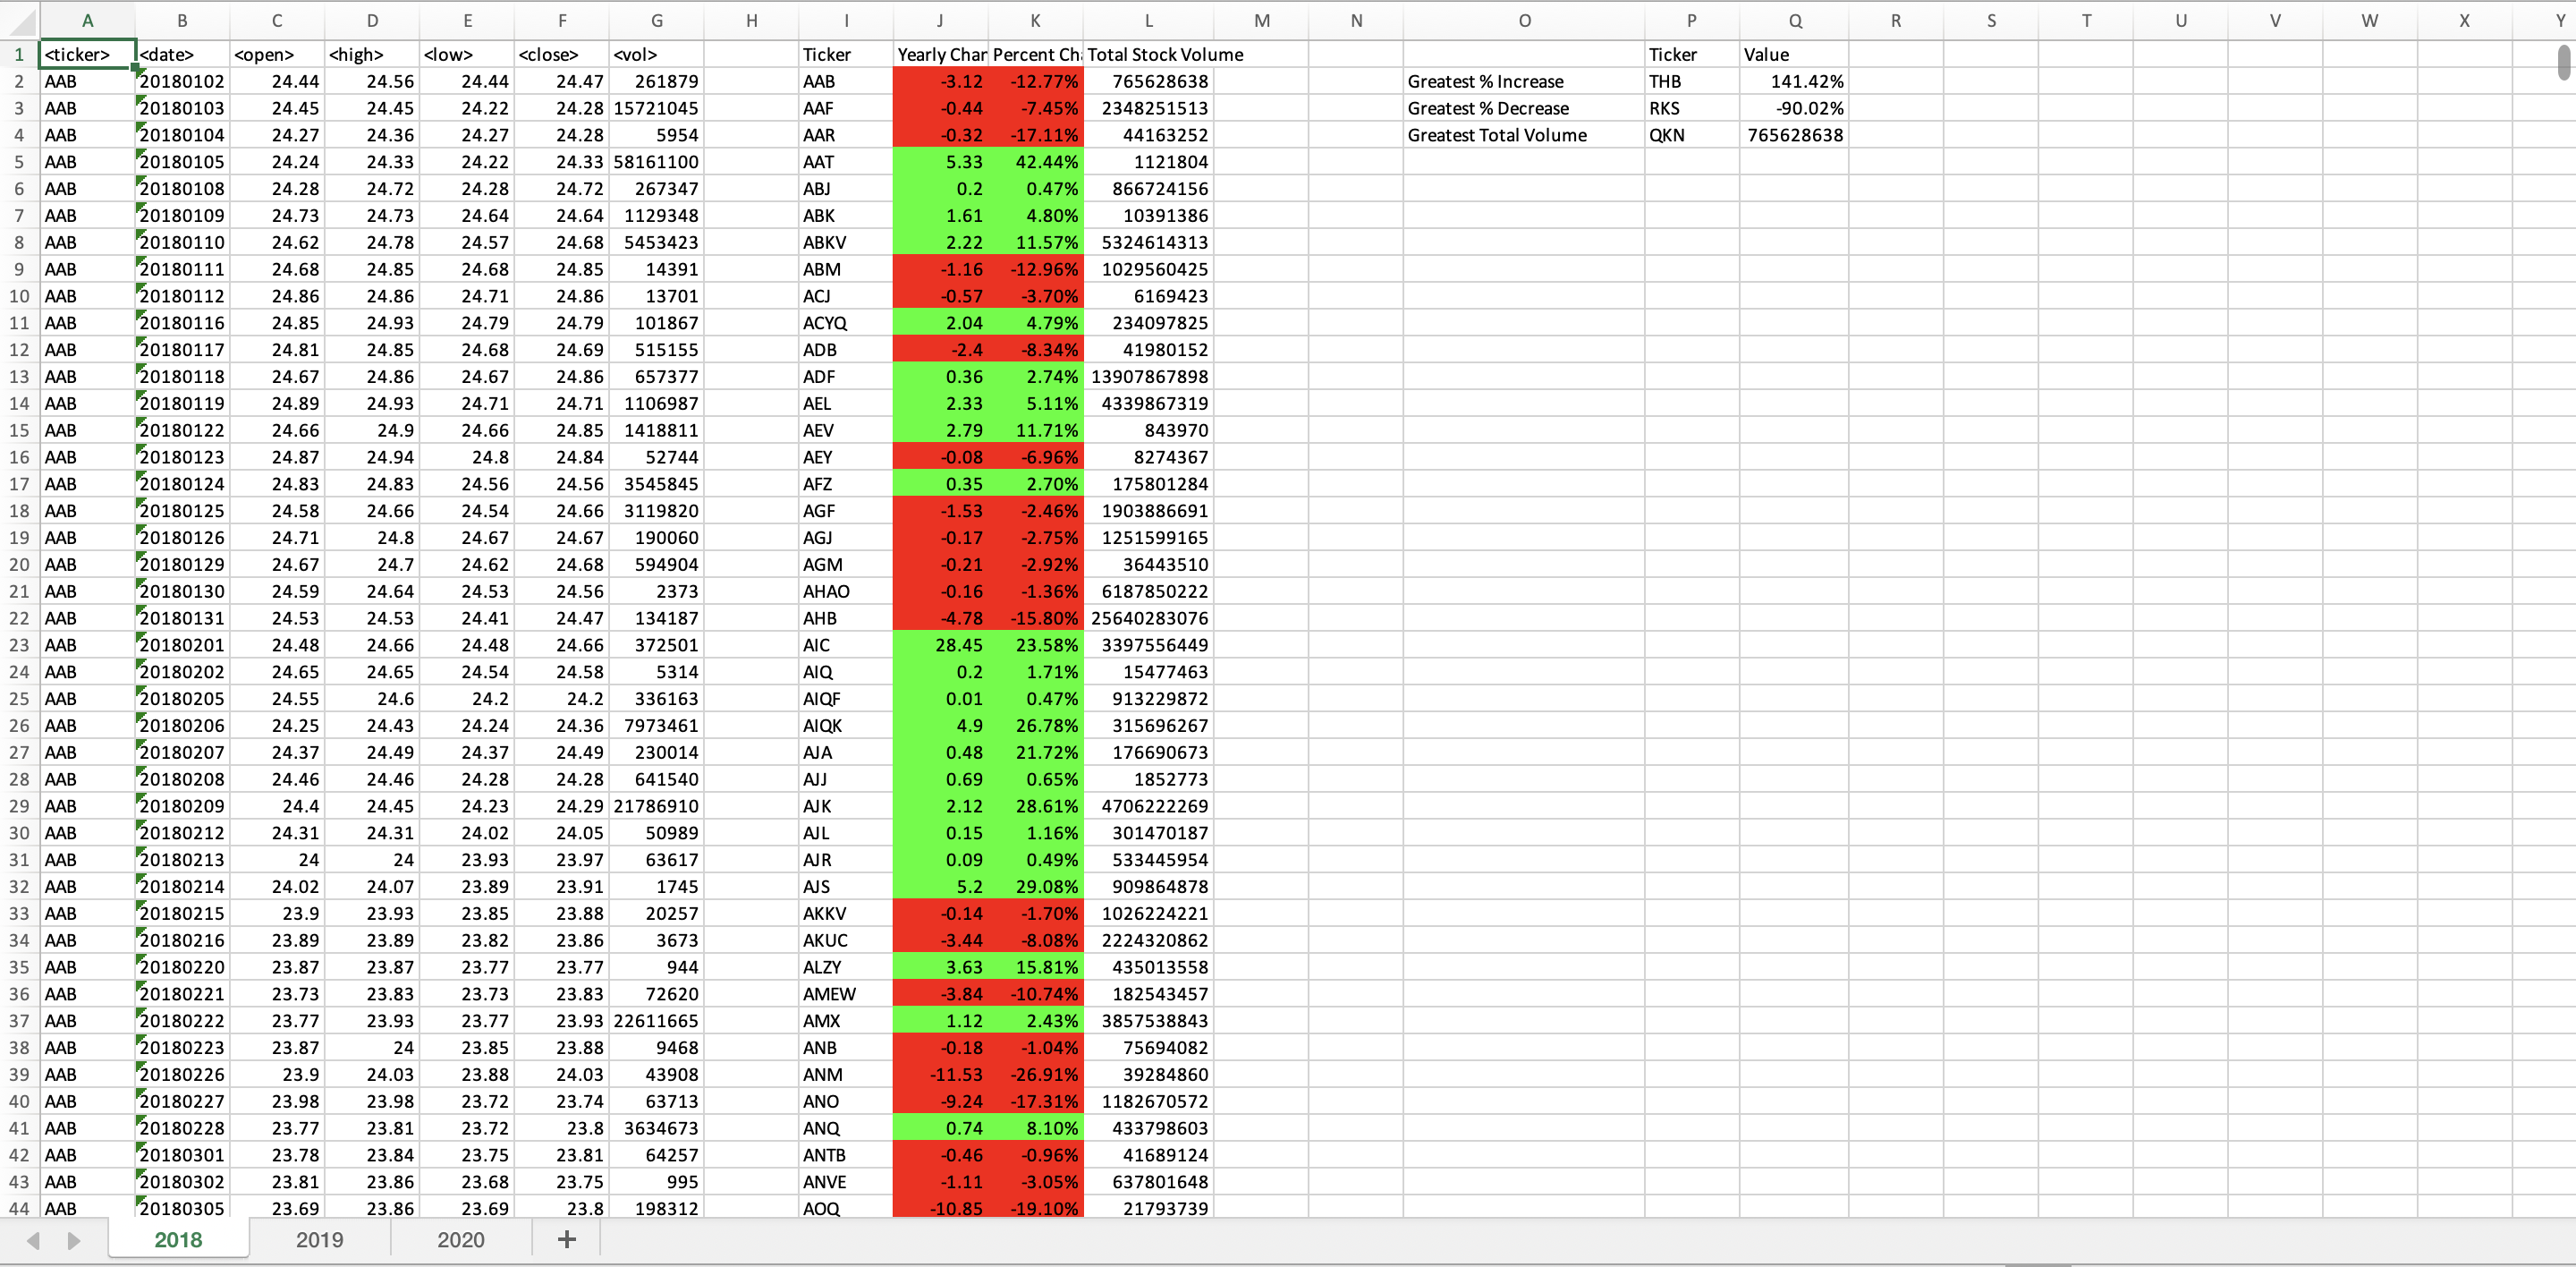 A B C D E F G H I J K L M N O P Q R S T U V W X Y
1 <ticker> <date> <open> <high> <low> <close> <vol> Ticker Yearly Char Percent Ch Total Stock Volume Ticker Value
2 AAB 20180102 24.44 24.56 24.44 24.47 261879 AAB -3.12 -12.77% 765628638 Greatest % Increase THB 141.42%
3 AAB 20180103 24.45 24.45 24.22 24.28 15721045 AAF -0.44 -7.45% 2348251513 Greatest % Decrease RKS -90.02%
4 AAB 20180104 24.27 24.36 24.27 24.28 5954 AAR -0.32 -17.11% 44163252 Greatest Total Volume QKN 765628638
5 AAB 20180105 24.24 24.33 24.22 24.33 58161100 AAT 5.33 42.44% 1121804
6 AAB 20180108 24.28 24.72 24.28 24.72 267347 ABJ 0.2 0.47% 866724156
7 AAB 20180109 24.73 24.73 24.64 24.64 1129348 ABK 1.61 4.80% 10391386
8 AAB 20180110 24.62 24.78 24.57 24.68 5453423 ABKV 2.22 11.57% 5324614313
9 AAB 20180111 24.68 24.85 24.68 24.85 14391 ABM -1.16 -12.96% 1029560425
10 AAB 20180112 24.86 24.86 24.71 24.86 13701 ACJ -0.57 -3.70% 6169423
11 AAB 20180116 24.85 24.93 24.79 24.79 101867 ACYQ 2.04 4.79% 234097825
12 AAB 20180117 24.81 24.85 24.68 24.69 515155 ADB -2.4 -8.34% 41980152
13 AAB 20180118 24.67 24.86 24.67 24.86 657377 ADF 0.36 2.74% 13907867898
14 AAB 20180119 24.89 24.93 24.71 24.71 1106987 AEL 2.33 5.11% 4339867319
15 AAB 20180122 24.66 24.9 24.66 24.85 1418811 AEV 2.79 11.71% 843970
16 AAB 20180123 24.87 24.94 24.8 24.84 52744 AEY -0.08 -6.96% 8274367
17 AAB 20180124 24.83 24.83 24.56 24.56 3545845 AFZ 0.35 2.70% 175801284
18 AAB 20180125 24.58 24.66 24.54 24.66 3119820 AGF -1.53 -2.46% 1903886691
19 AAB 20180126 24.71 24.8 24.67 24.67 190060 AGJ -0.17 -2.75% 1251599165
20 AAB 20180129 24.67 24.7 24.62 24.68 594904 AGM -0.21 -2.92% 36443510
21 AAB 20180130 24.59 24.64 24.53 24.56 2373 AHAO -0.16 -1.36% 6187850222
22 AAB 20180131 24.53 24.53 24.41 24.47 134187 AHB -4.78 -15.80% 25640283076
23 AAB 20180201 24.48 24.66 24.48 24.66 372501 AIC 28.45 23.58% 3397556449
24 AAB 20180202 24.65 24.65 24.54 24.58 5314 AIQ 0.2 1.71% 15477463
25 AAB 20180205 24.55 24.6 24.2 24.2 336163 AIQF 0.01 0.47% 913229872
26 AAB 20180206 24.25 24.43 24.24 24.36 7973461 AIQK 4.9 26.78% 315696267
27 AAB 20180207 24.37 24.49 24.37 24.49 230014 AJA 0.48 21.72% 176690673
28 AAB 20180208 24.46 24.46 24.28 24.28 641540 AJJ 0.69 0.65% 1852773
29 AAB 20180209 24.4 24.45 24.23 24.29 21786910 AJK 2.12 28.61% 4706222269
30 AAB 20180212 24.31 24.31 24.02 24.05 50989 AJL 0.15 1.16% 301470187
31 AAB 20180213 24 24 23.93 23.97 63617 AJR 0.09 0.49% 533445954
32 AAB 20180214 24.02 24.07 23.89 23.91 1745 AJS 5.2 29.08% 909864878
33 AAB 20180215 23.9 23.93 23.85 23.88 20257 AKKV -0.14 -1.70% 1026224221
34 AAB 20180216 23.89 23.89 23.82 23.86 3673 AKUC -3.44 -8.08% 2224320862
35 AAB 20180220 23.87 23.87 23.77 23.77 944 ALZY 3.63 15.81% 435013558
36 AAB 20180221 23.73 23.83 23.73 23.83 72620 AMEW -3.84 -10.74% 182543457
37 AAB 20180222 23.77 23.93 23.77 23.93 22611665 AMX 1.12 2.43% 3857538843
38 AAB 20180223 23.87 24 23.85 23.88 9468 ANB -0.18 -1.04% 75694082
39 AAB 20180226 23.9 24.03 23.88 24.03 43908 ANM -11.53 -26.91% 39284860
40 AAB 20180227 23.98 23.98 23.72 23.74 63713 ANO -9.24 -17.31% 1182670572
41 AAB 20180228 23.77 23.81 23.72 23.8 3634673 ANQ 0.74 8.10% 433798603
42 AAB 20180301 23.78 23.84 23.75 23.81 64257 ANTB -0.46 -0.96% 41689124
43 AAB 20180302 23.81 23.86 23.68 23.75 995 ANVE -1.11 -3.05% 637801648
44 AAB 20180305 23.69 23.86 23.69 23.8 198312 AOQ -10.85 -19.10% 21793739
2018 2019 2020 +